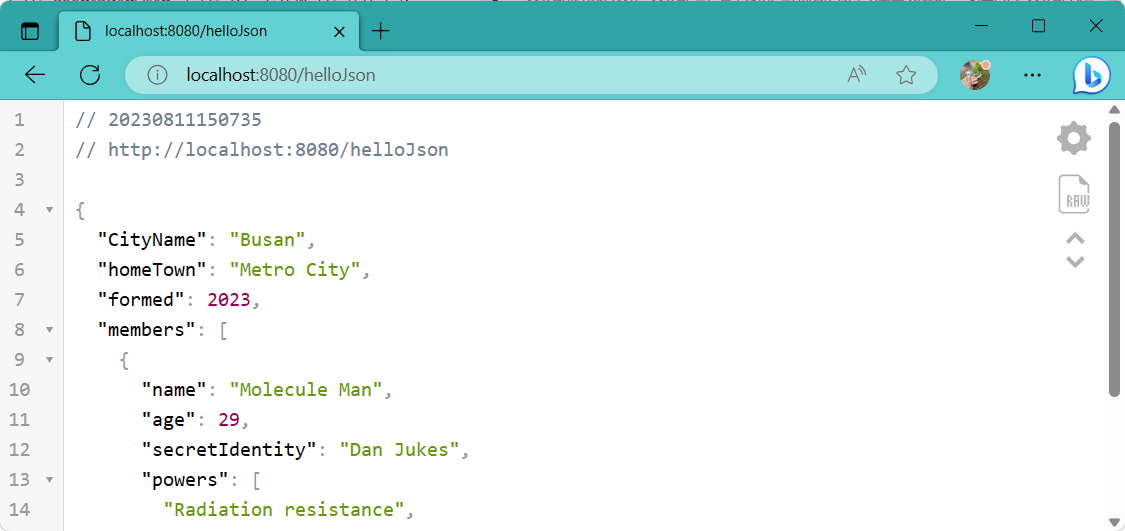 localhost:8080/helloJson
localhost:8080/helloJson
1 // 20230811150735
2 // http://localhost:8080/helloJson
3
4 {
5 "CityName": "Busan",
6 "homeTown": "Metro City",
7 "formed": 2023,
8 "members": [
9 {
10 "name": "Molecule Man",
11 "age": 29,
12 "secretIdentity": "Dan Jukes",
13 "powers": [
14 "Radiation resistance",
RAW